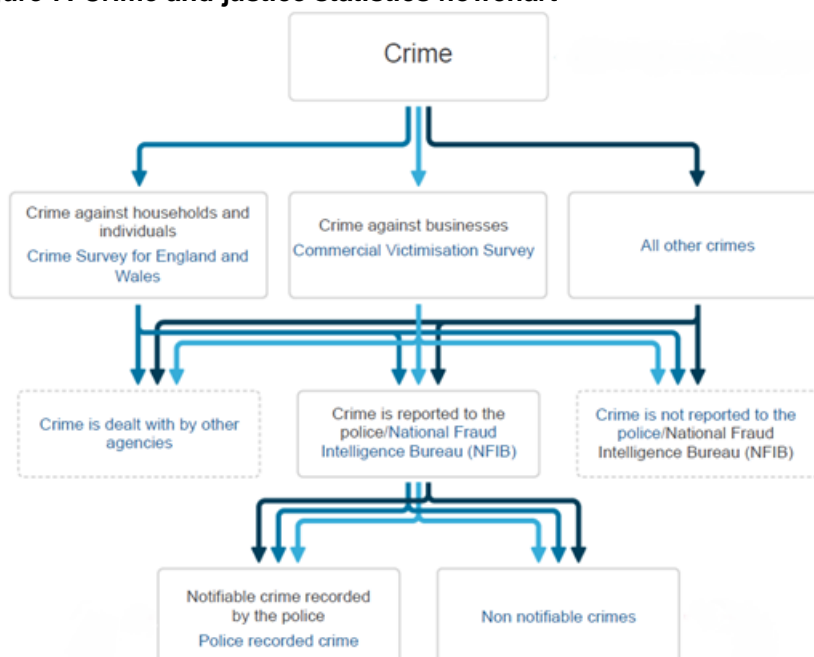 Crime
Crime against households and
individuals
Crime Survey for England and
Wales
Crime against businesses
Commercial Victimisation Survey
All other crimes
Crime is dealt with by other
agencies
Crime is reported to the
police/National Fraud
Intelligence Bureau (NFIB)
Crime is not reported to the
police/National Fraud
Intelligence Bureau (NFIB)
Notifiable crime recorded
by the police
Police recorded crime
Non notifiable crimes